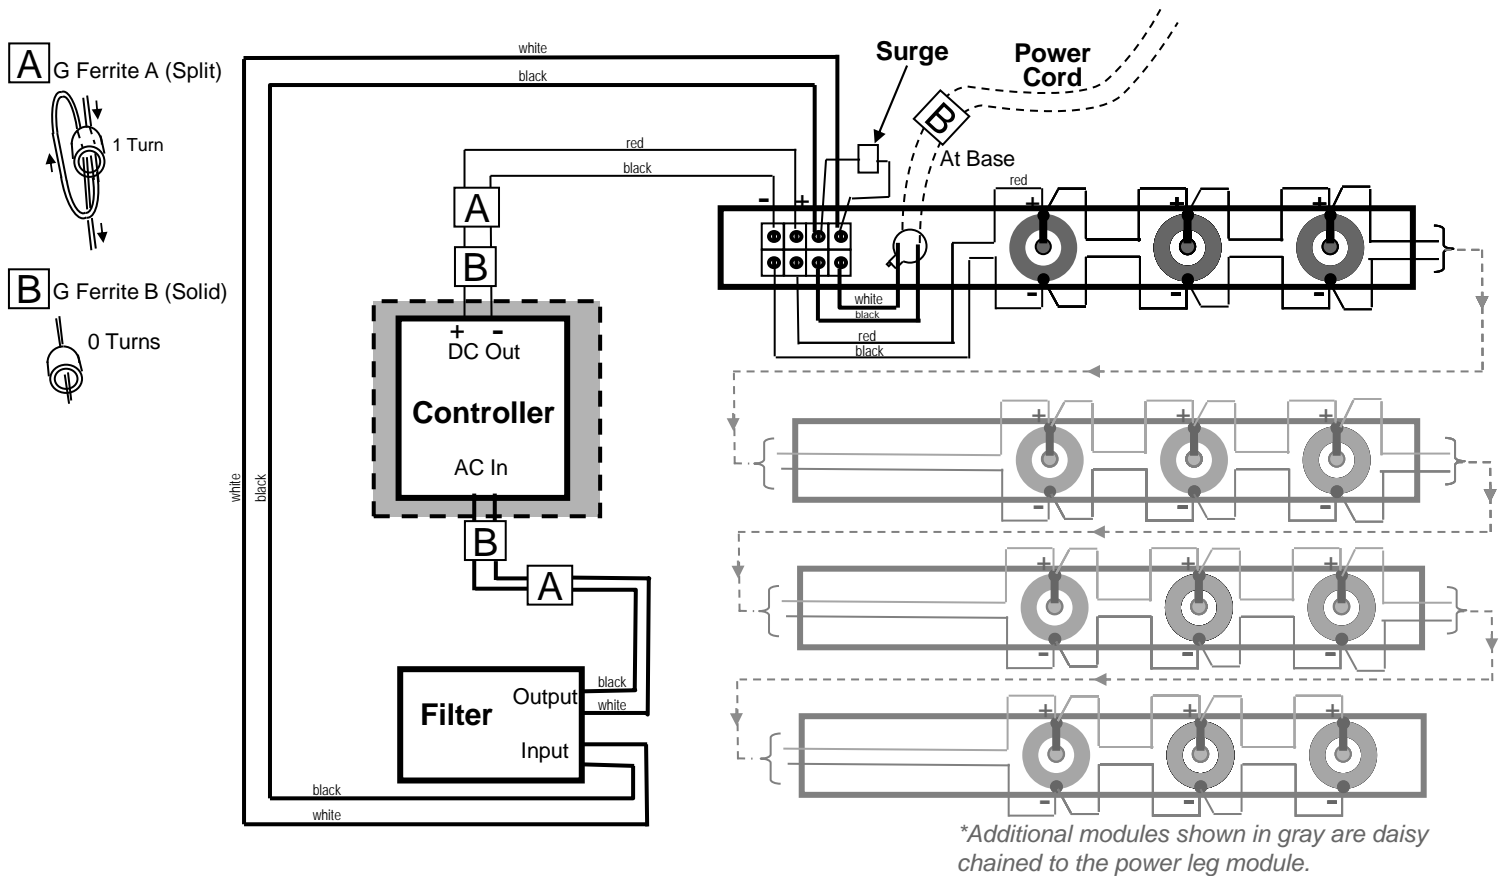 A G Ferrite A (Split)
1 Turn
B G Ferrite B (Solid)
0 Turns
white
black
red
black
white
black
Surge
Power
Cord
B
At Base
A
B
- +
red
+ + +
- - -
white
black
red
black
+ -
DC Out
Controller
AC In
B
A
Filter
Output
Input
black
white
black
white
+ + +
- - -
+ + +
- - -
+ + +
- - -
*Additional modules shown in gray are daisy
chained to the power leg module.